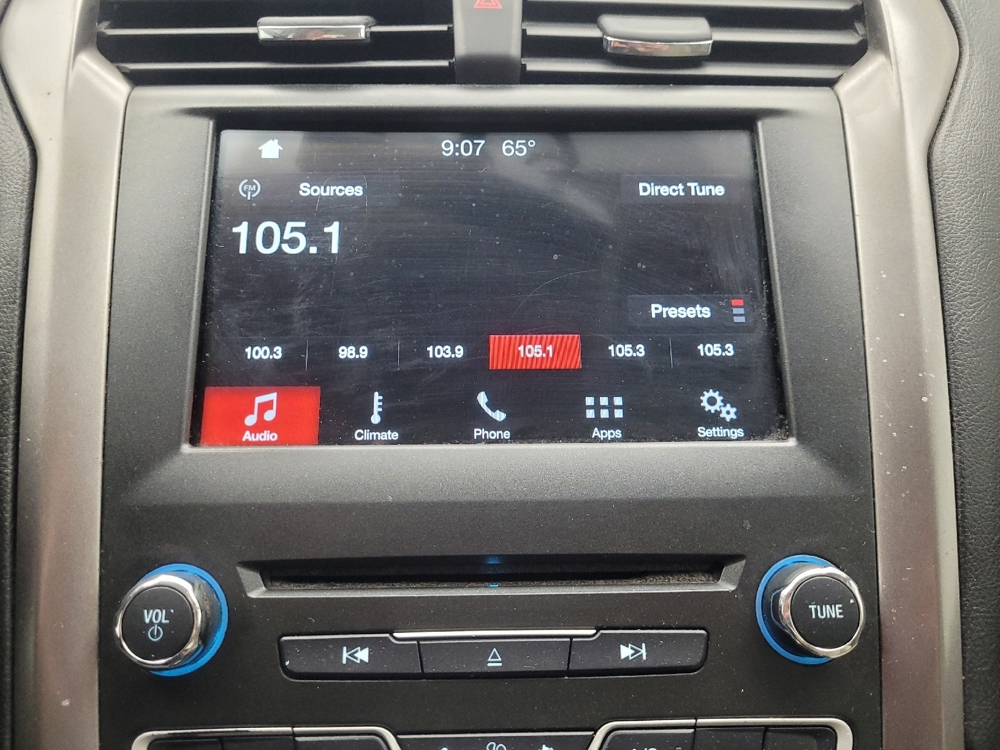 9:07 65°
FM Sources Direct Tune
105.1
Presets
100.3 98.9 103.9 105.1 105.3 105.3
Audio Climate Phone Apps Settings
VOL TUNE